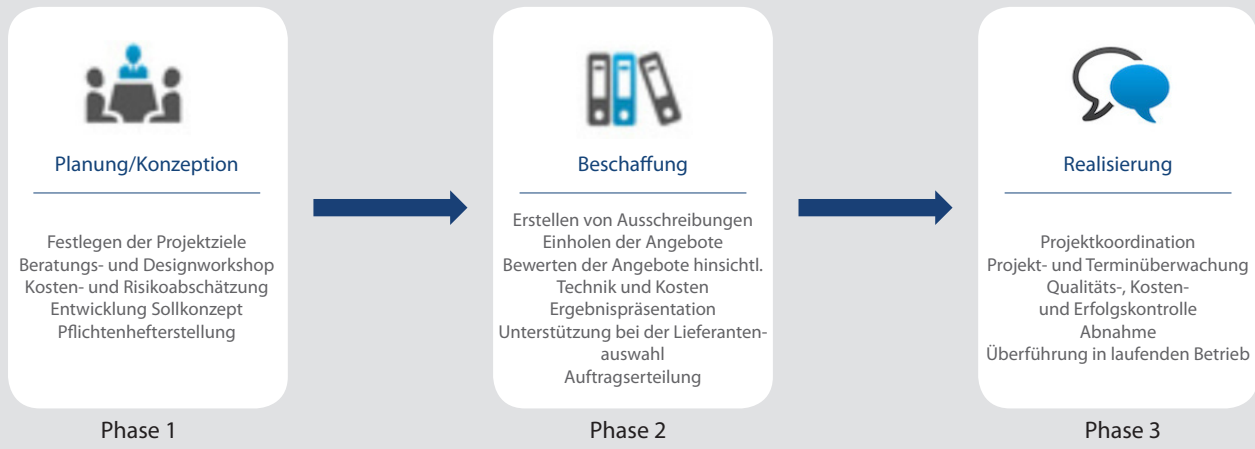 Planung/Konzeption
Festlegen der Projektziele
Beratungs- und Designworkshop
Kosten- und Risikoabschätzung
Entwicklung Sollkonzept
Pflichtenhefterstellung
Phase 1
Beschaffung
Erstellen von Ausschreibungen
Einholen der Angebote
Bewerten der Angebote hinsichtl.
Technik und Kosten
Ergebnispräsentation
Unterstützung bei der Lieferanten-
auswahl
Auftragserteilung
Phase 2
Realisierung
Projektkoordination
Projekt- und Terminüberwachung
Qualitäts-, Kosten-
und Erfolgskontrolle
Abnahme
Überführung in laufenden Betrieb
Phase 3